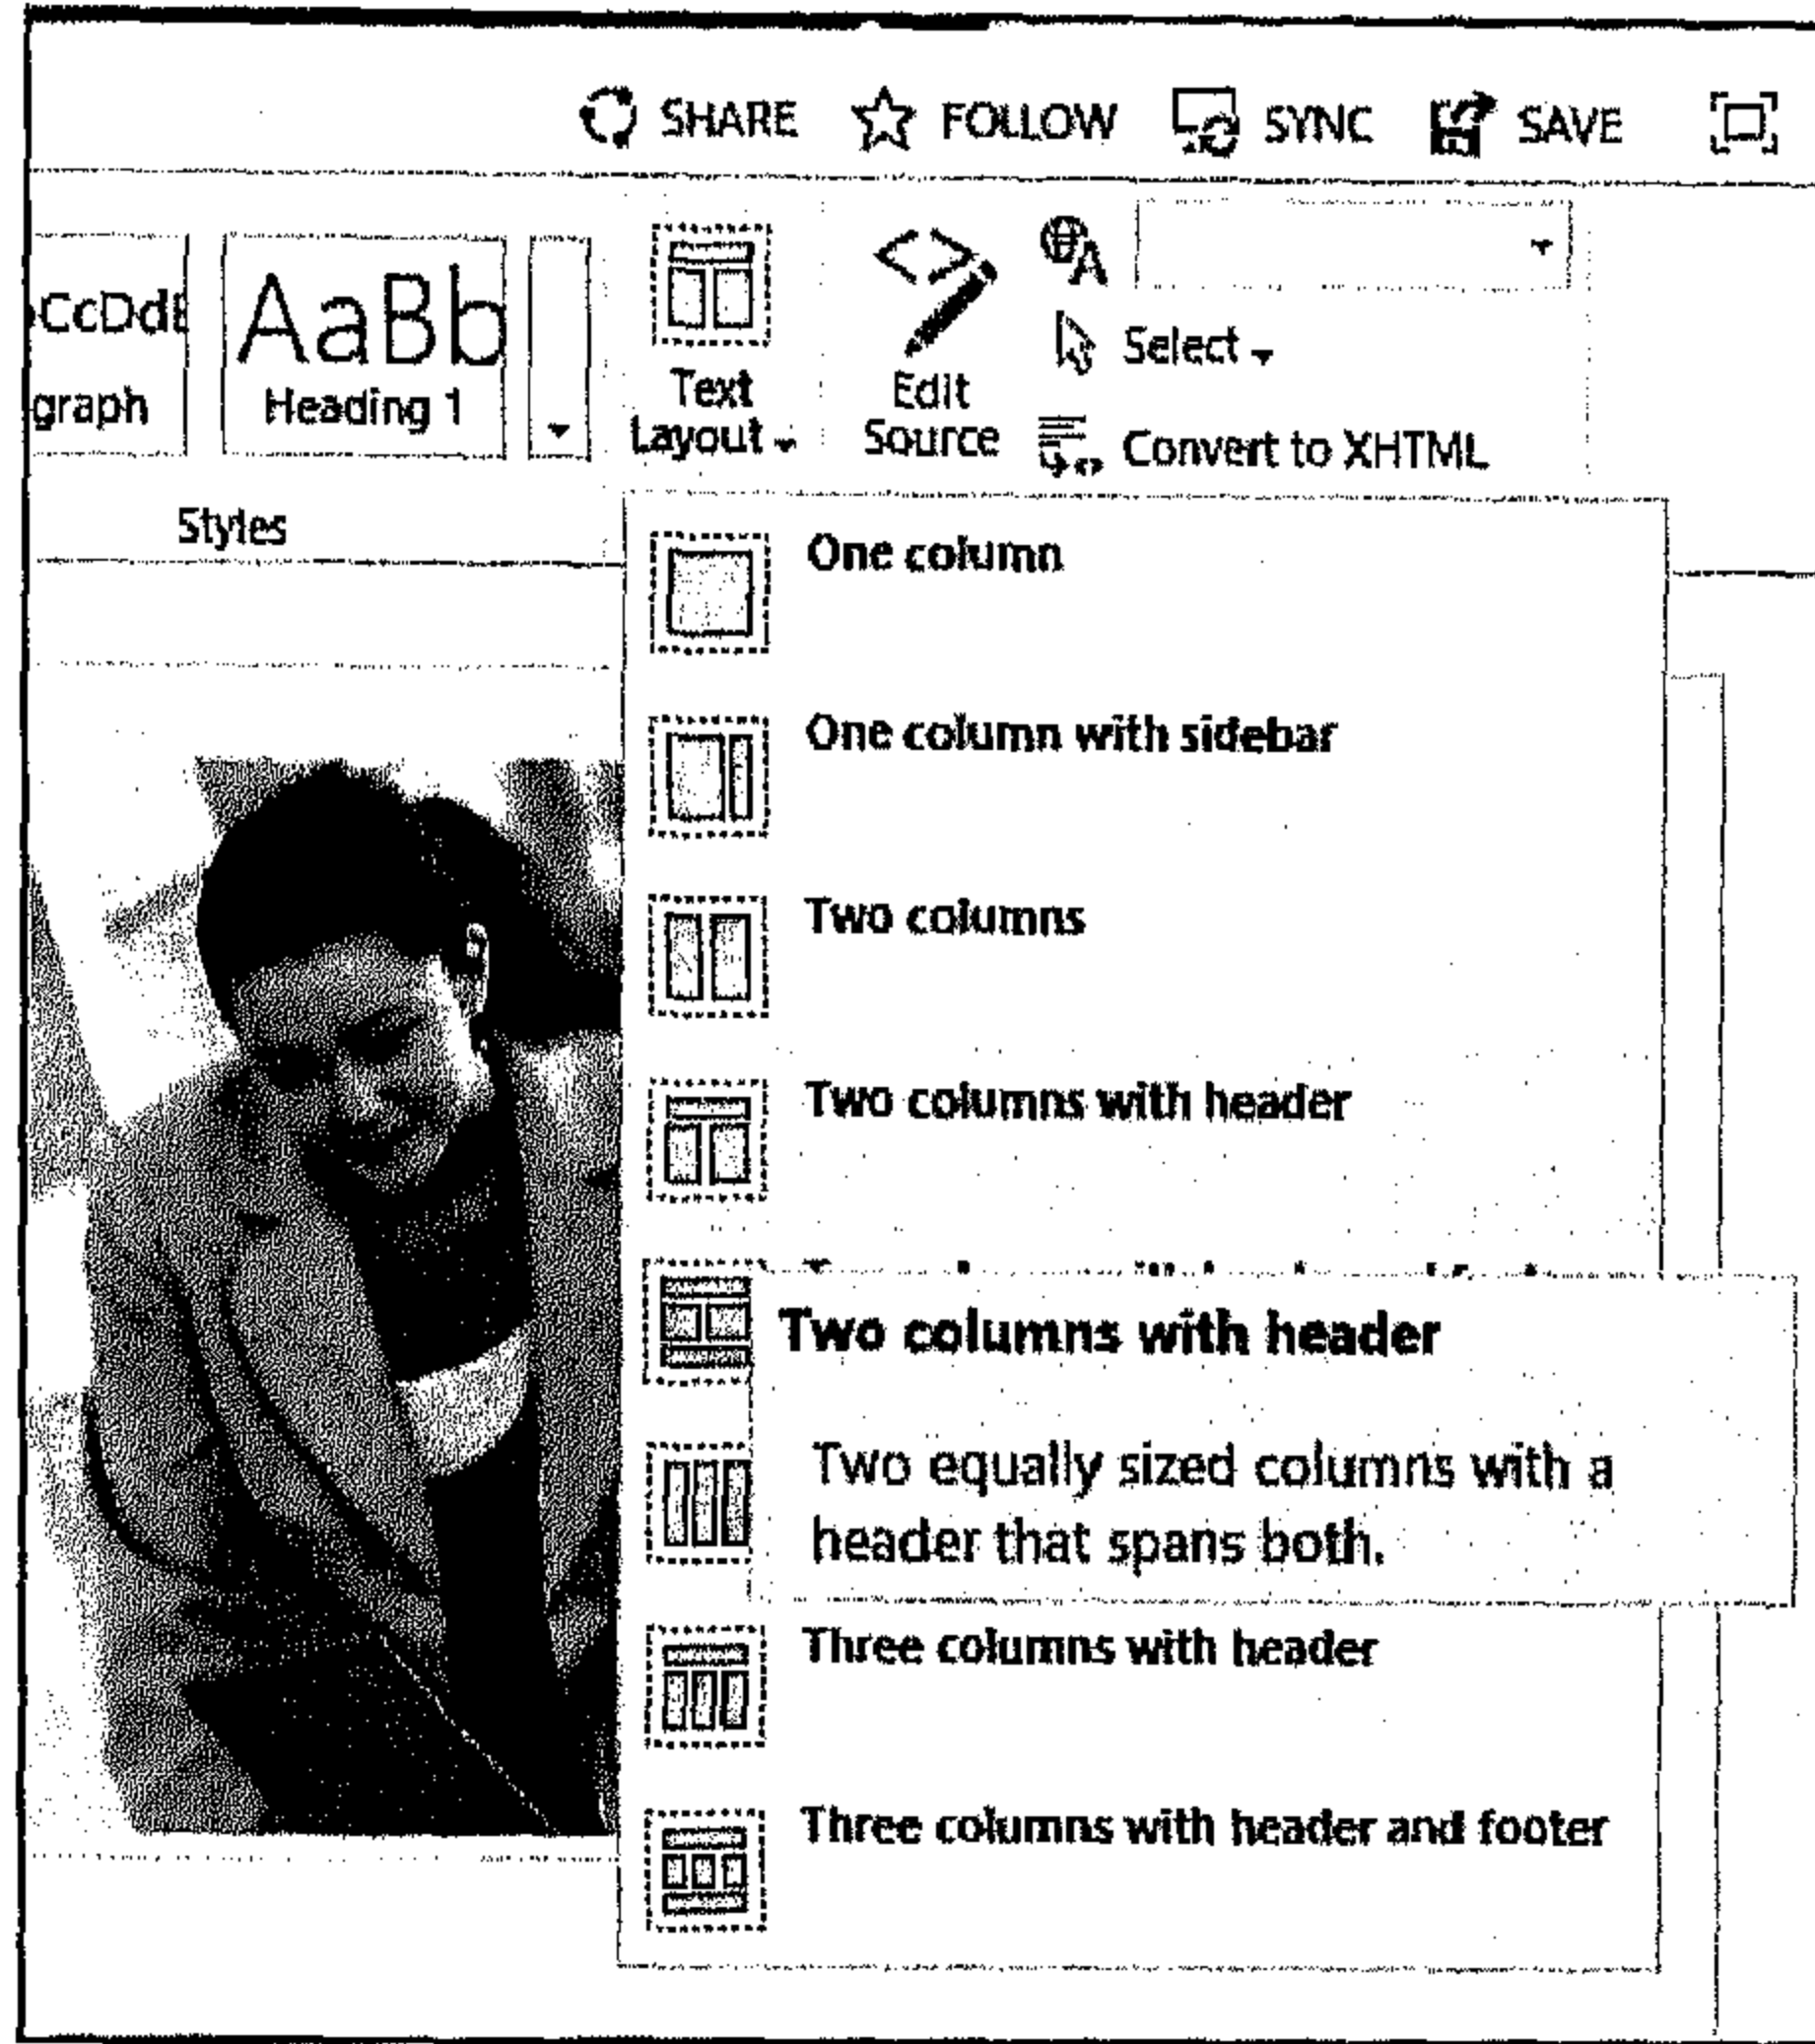 SHARE FOLLOW SYNC SAVE
CcDd AaBb
graph Heading 1
Styles
Text
Layout
Edit
Source
A
Select
Convert to XHTML
One column
One column with sidebar
Two columns
Two columns with header
Two columns with header
Two equally sized columns with a
header that spans both.
Three columns with header
Three columns with header and footer